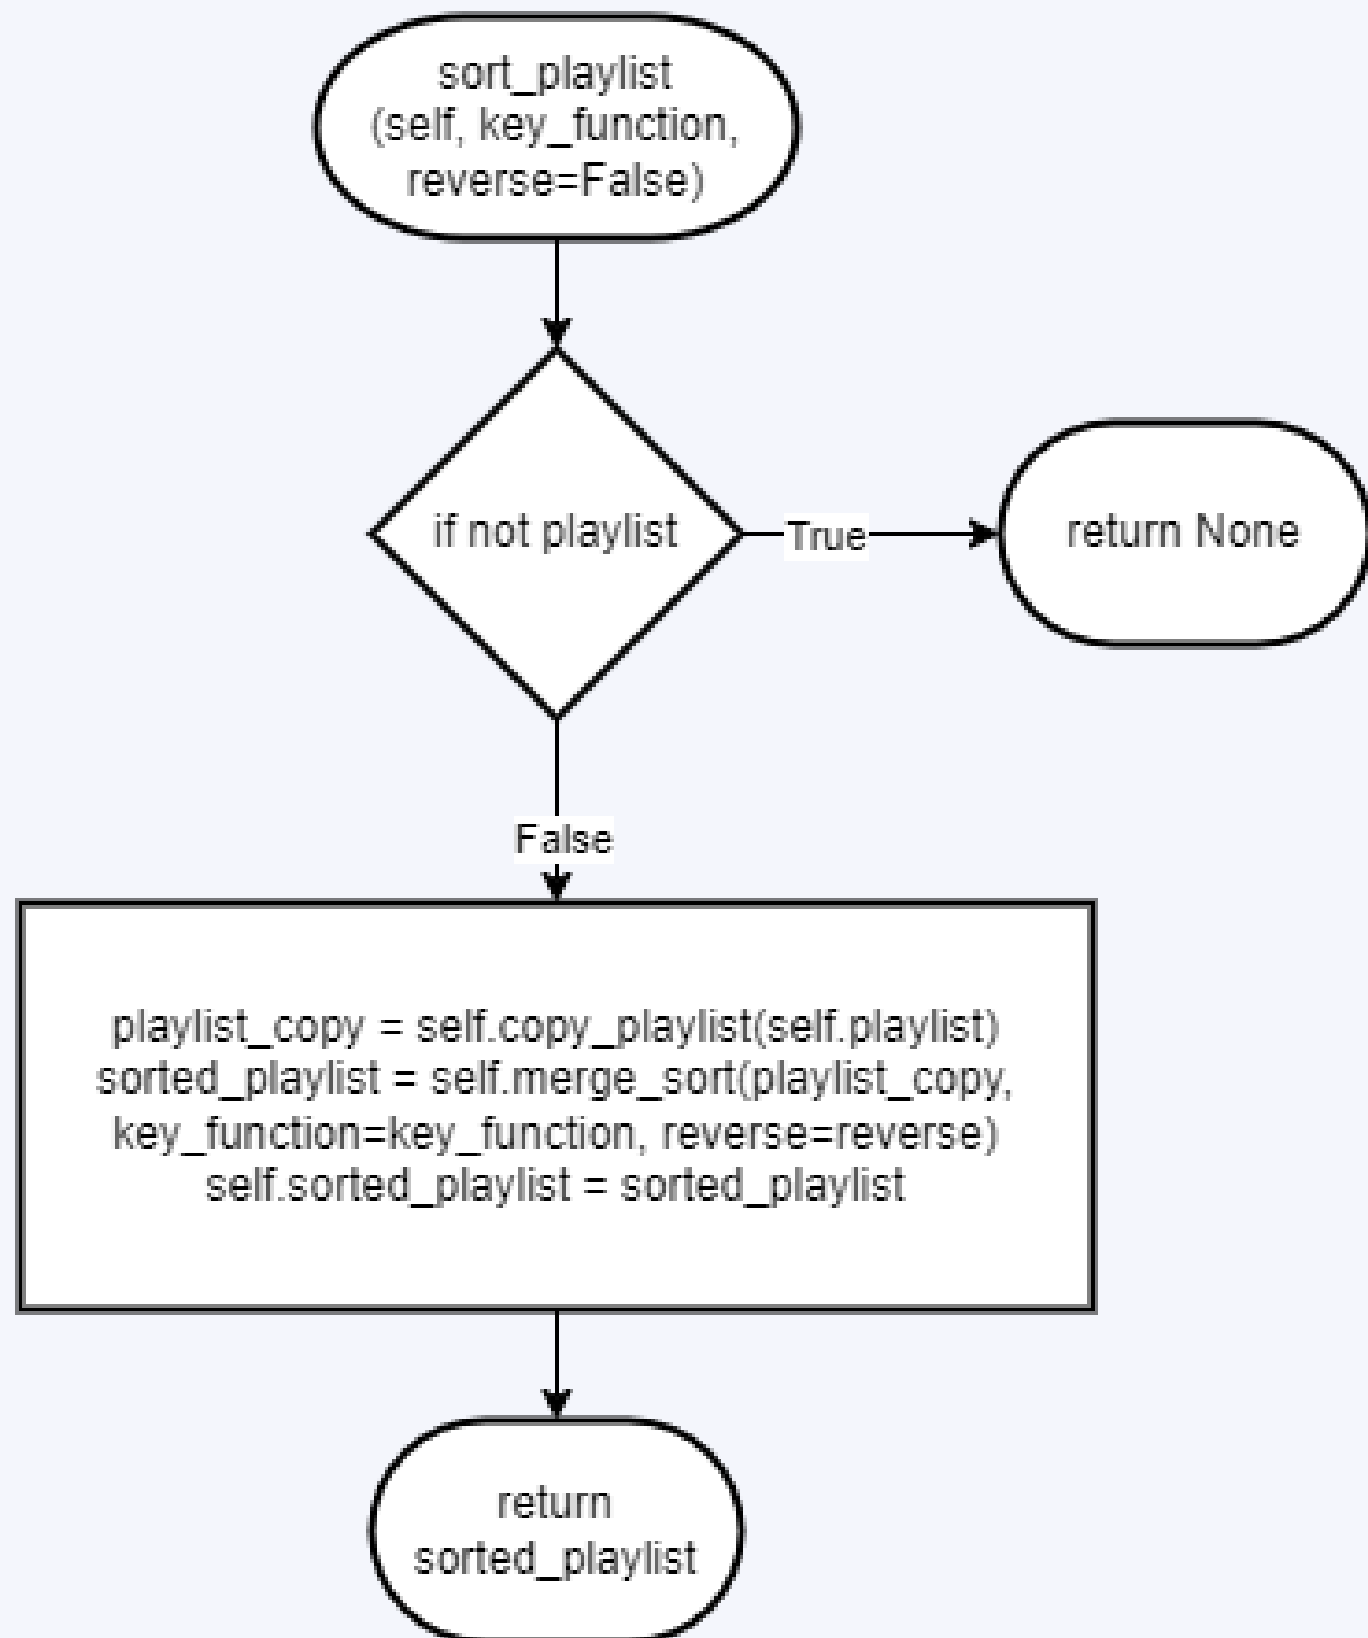 sort_playlist
(self, key_function,
reverse=False)
if not playlist
True
return None
False
playlist_copy = self.copy_playlist(self.playlist)
sorted_playlist = self.merge_sort(playlist_copy,
key_function=key_function, reverse=reverse)
self.sorted_playlist = sorted_playlist
return
sorted_playlist